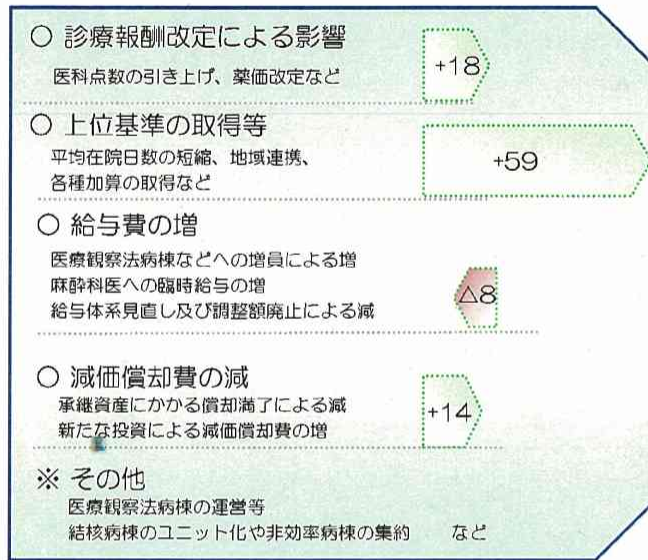 ○ 診療報酬改定による影響
医科点数の引き上げ、薬価改定など
+18
○ 上位基準の取得等
平均在院日数の短縮、地域連携、
各種加算の取得など
+59
○ 給与費の増
医療観察法病棟などへの増員による増
麻酔科医への臨時給与の増
給与体系見直し及び調整額廃止による減
△8
○ 減価償却費の減
承継資産にかかる償却満了による減
新たな投資による減価償却費の増
+14
※ その他
医療観察法病棟の運営等
結核病棟のユニット化や非効率病棟の集約 など